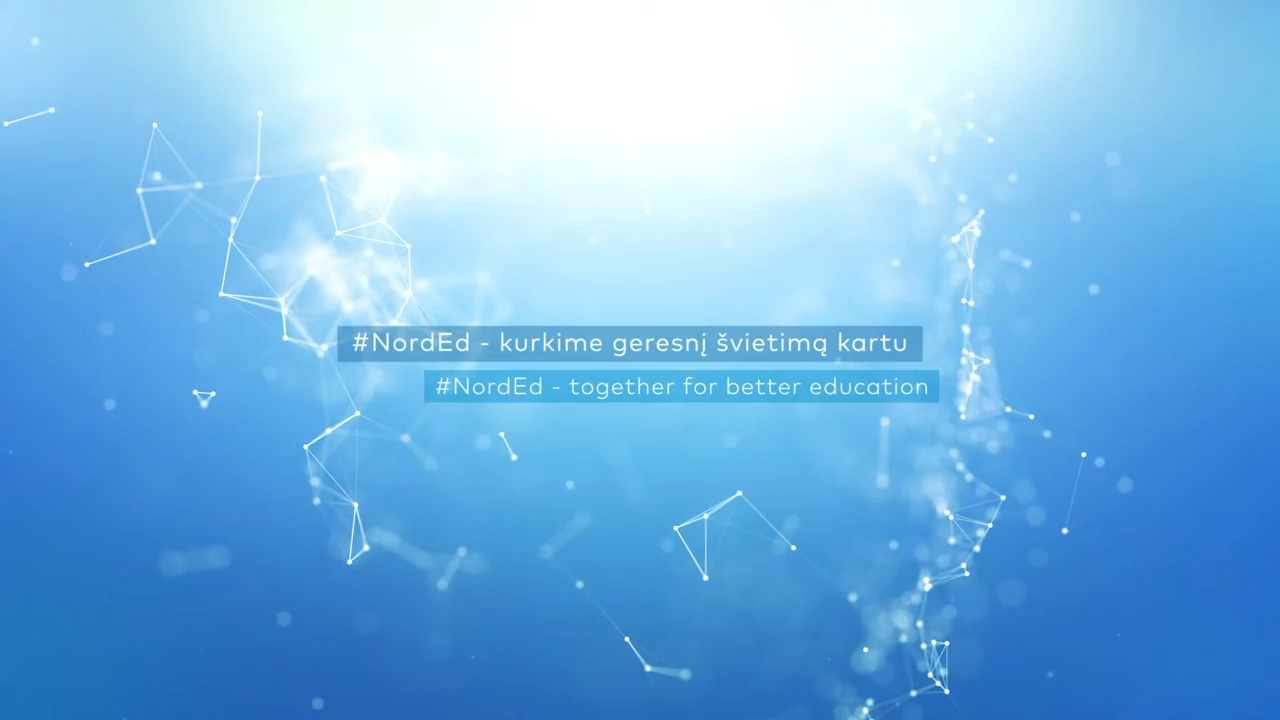 #NordEd - kurkime geresnį švietimą kartu
#NordEd - together for better education